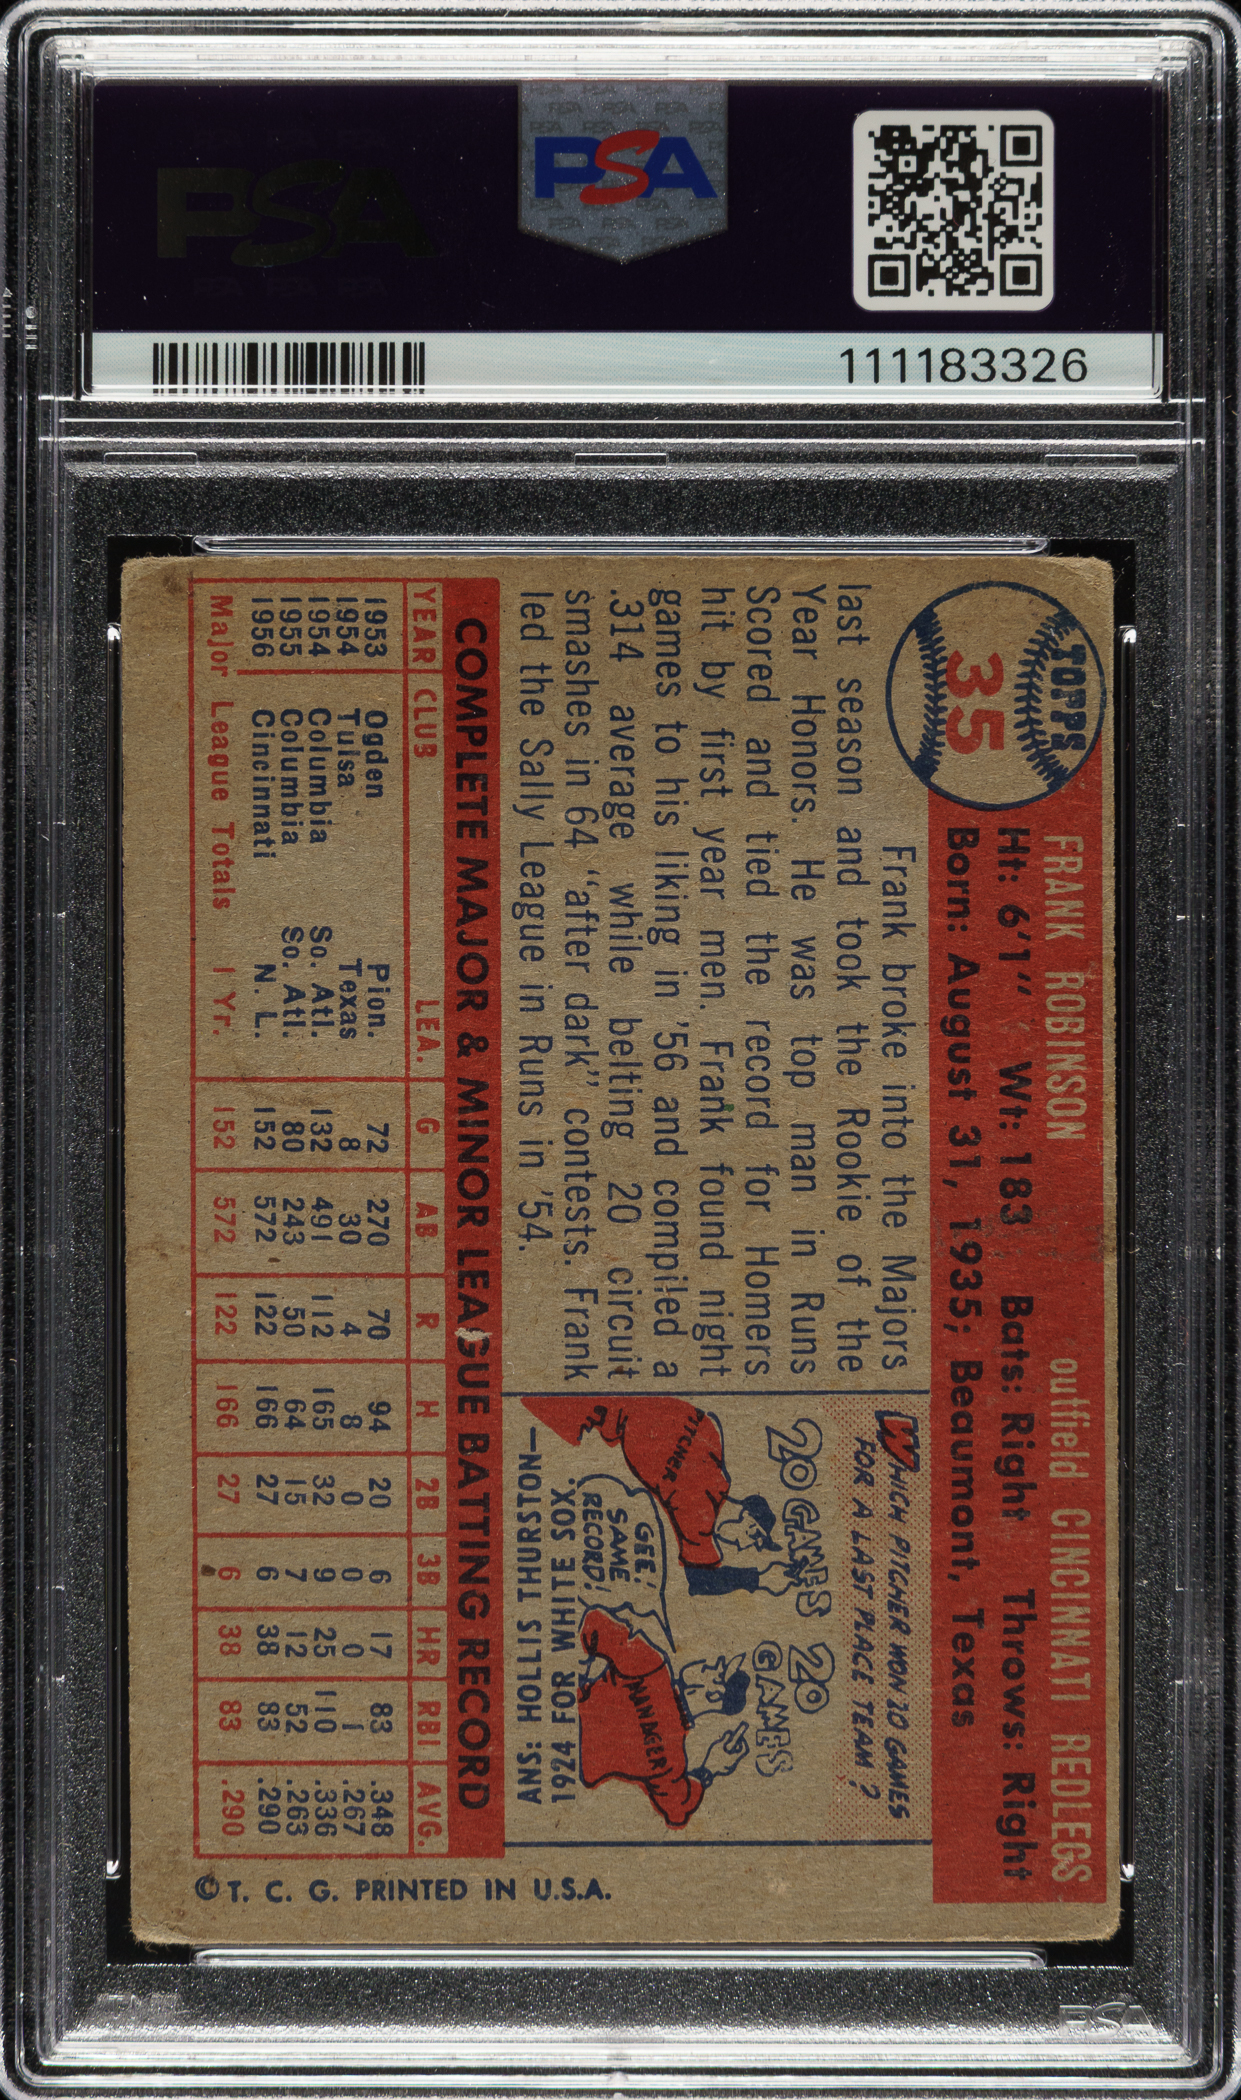 PSA
PSA
111183326
TOPPS
35
FRANK ROBINSON outfield CINCINNATI REDLEGS
Ht: 6'1" Wt: 183 Bats: Right Throws: Right
Born: August 31, 1935; Beaumont, Texas
Frank broke into the Majors
last season and took the Rookie of the
Year Honors. He was top man in Runs
Scored and tied the record for Homers
hit by first year men. Frank found night
games to his liking in '56 and compiled a
.314 average while belting 20 circuit
smashes in 64 "after dark" contests. Frank
led the Sally League in Runs in '54.
WHICH PITCHER WON 20 GAMES
FOR A LAST PLACE TEAM?
20 GAMES 20 GAMES
PITCHER
GEE! SAME RECORD!
MANAGER
ANS: HOLLIS THURSTON—
1924 FOR WHITE SOX.
COMPLETE MAJOR & MINOR LEAGUE BATTING RECORD
YEAR CLUB LEA. G AB R H 2B 3B HR RBI AVG.
1953 Ogden Pion. 72 270 70 94 20 6 17 83 .348
1954 Tulsa Texas 8 30 4 8 0 0 0 1 .267
1954 Columbia So. Atl. 132 491 112 165 32 9 25 110 .336
1955 Columbia So. Atl. 80 243 50 64 15 7 12 52 .263
1956 Cincinnati N. L. 152 572 122 166 27 6 38 83 .290
Major League Totals 1 Yr. 152 572 122 166 27 6 38 83 .290
© T. C. G. PRINTED IN U.S.A.
PSA